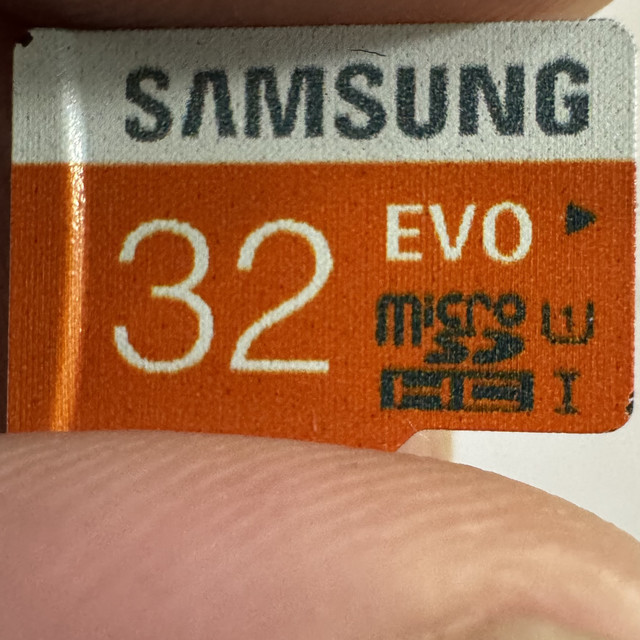 SAMSUNG
32
EVO
micro U1
SD
HC I